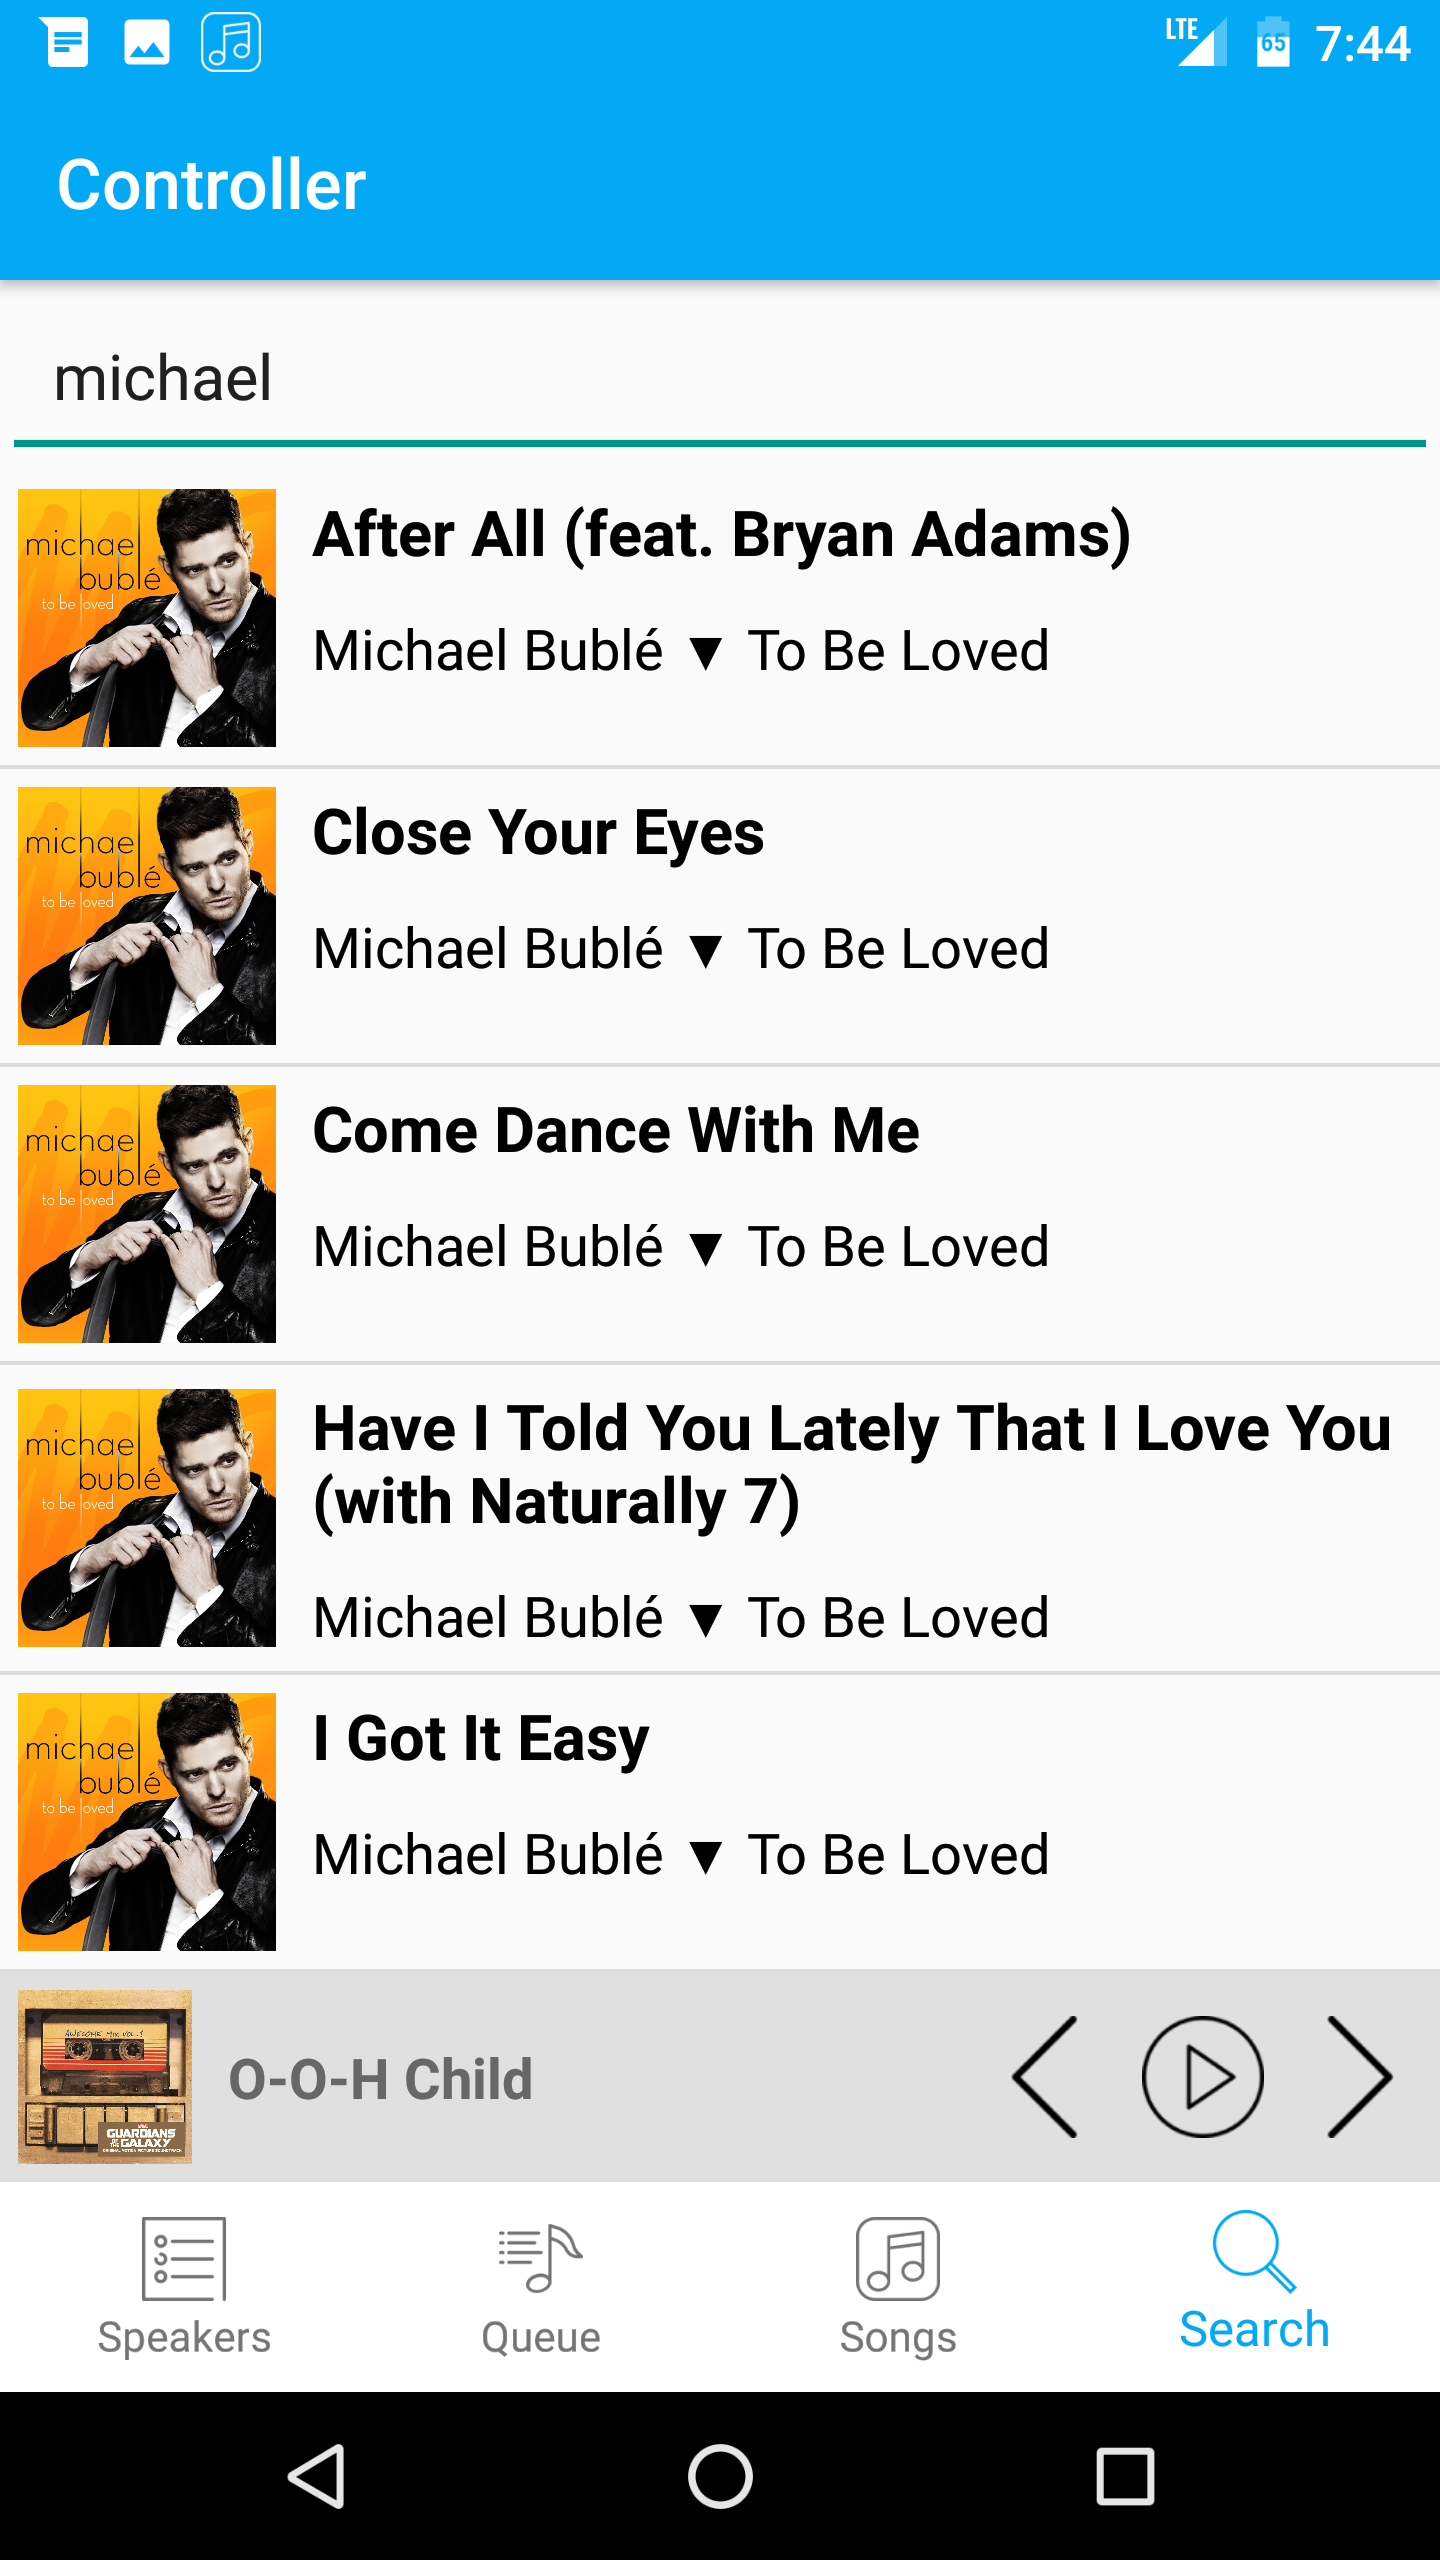 LTE 65 7:44
Controller
michael
michael
bublé
to be loved
After All (feat. Bryan Adams)
Michael Bublé ▼ To Be Loved
michael
bublé
to be loved
Close Your Eyes
Michael Bublé ▼ To Be Loved
michael
bublé
to be loved
Come Dance With Me
Michael Bublé ▼ To Be Loved
michael
bublé
to be loved
Have I Told You Lately That I Love You
(with Naturally 7)
Michael Bublé ▼ To Be Loved
michael
bublé
to be loved
I Got It Easy
Michael Bublé ▼ To Be Loved
AWESOME MIX VOL. 1
GUARDIANS
OF THE GALAXY
ORIGINAL MOTION PICTURE SOUNDTRACK
O-O-H Child
Speakers Queue Songs Search